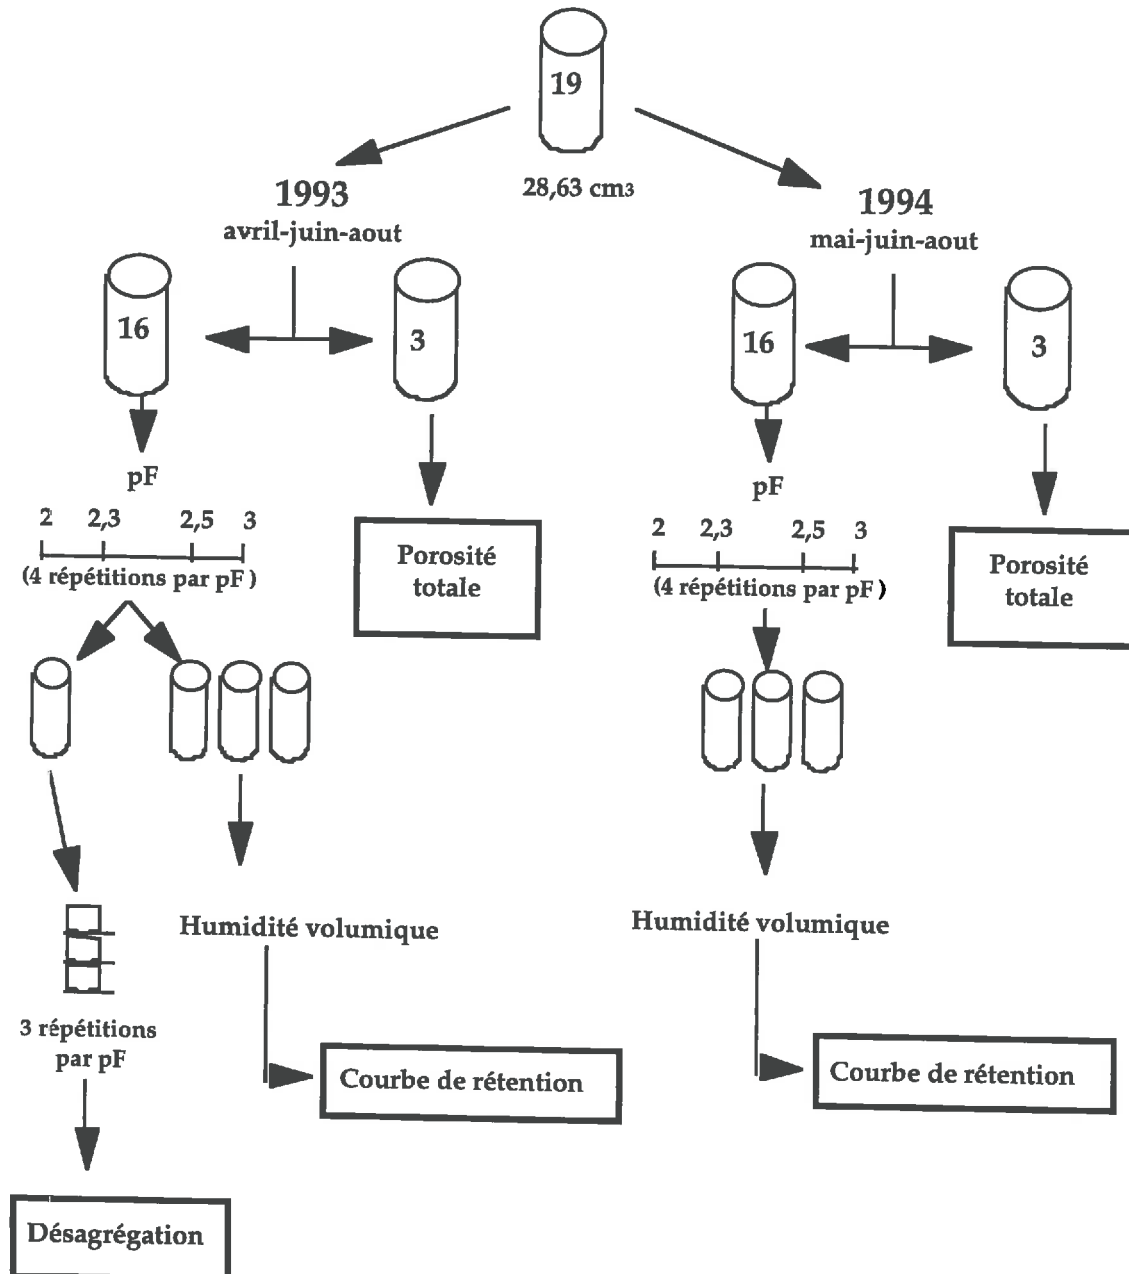 19
28,63 cm3
1993
avril-juin-aout
1994
mai-juin-aout
16
3
16
3
pF
2 2,3 2,5 3
(4 répétitions par pF)
Porosité
totale
pF
2 2,3 2,5 3
(4 répétitions par pF)
Porosité
totale
Humidité volumique
Humidité volumique
3 répétitions
par pF
Courbe de rétention
Courbe de rétention
Désagrégation